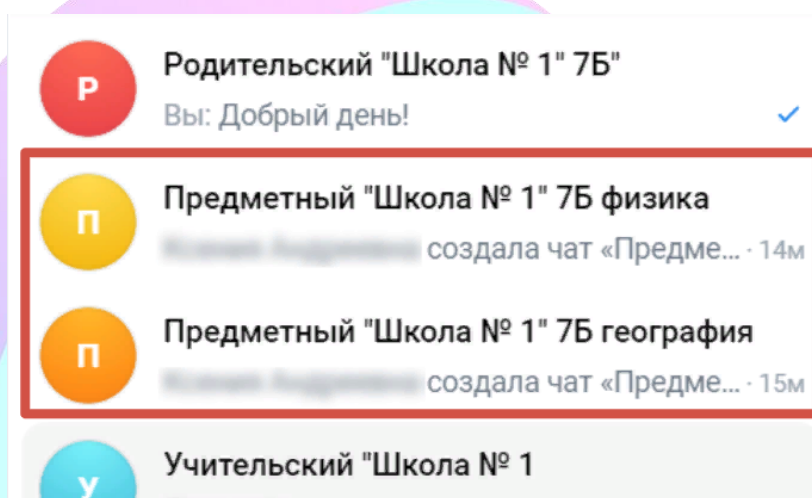 Р
Родительский "Школа № 1" 7Б"
Вы: Добрый день!
П
Предметный "Школа № 1" 7Б физика
создала чат «Предме... · 14м
П
Предметный "Школа № 1" 7Б география
создала чат «Предме... · 15м
У
Учительский "Школа № 1